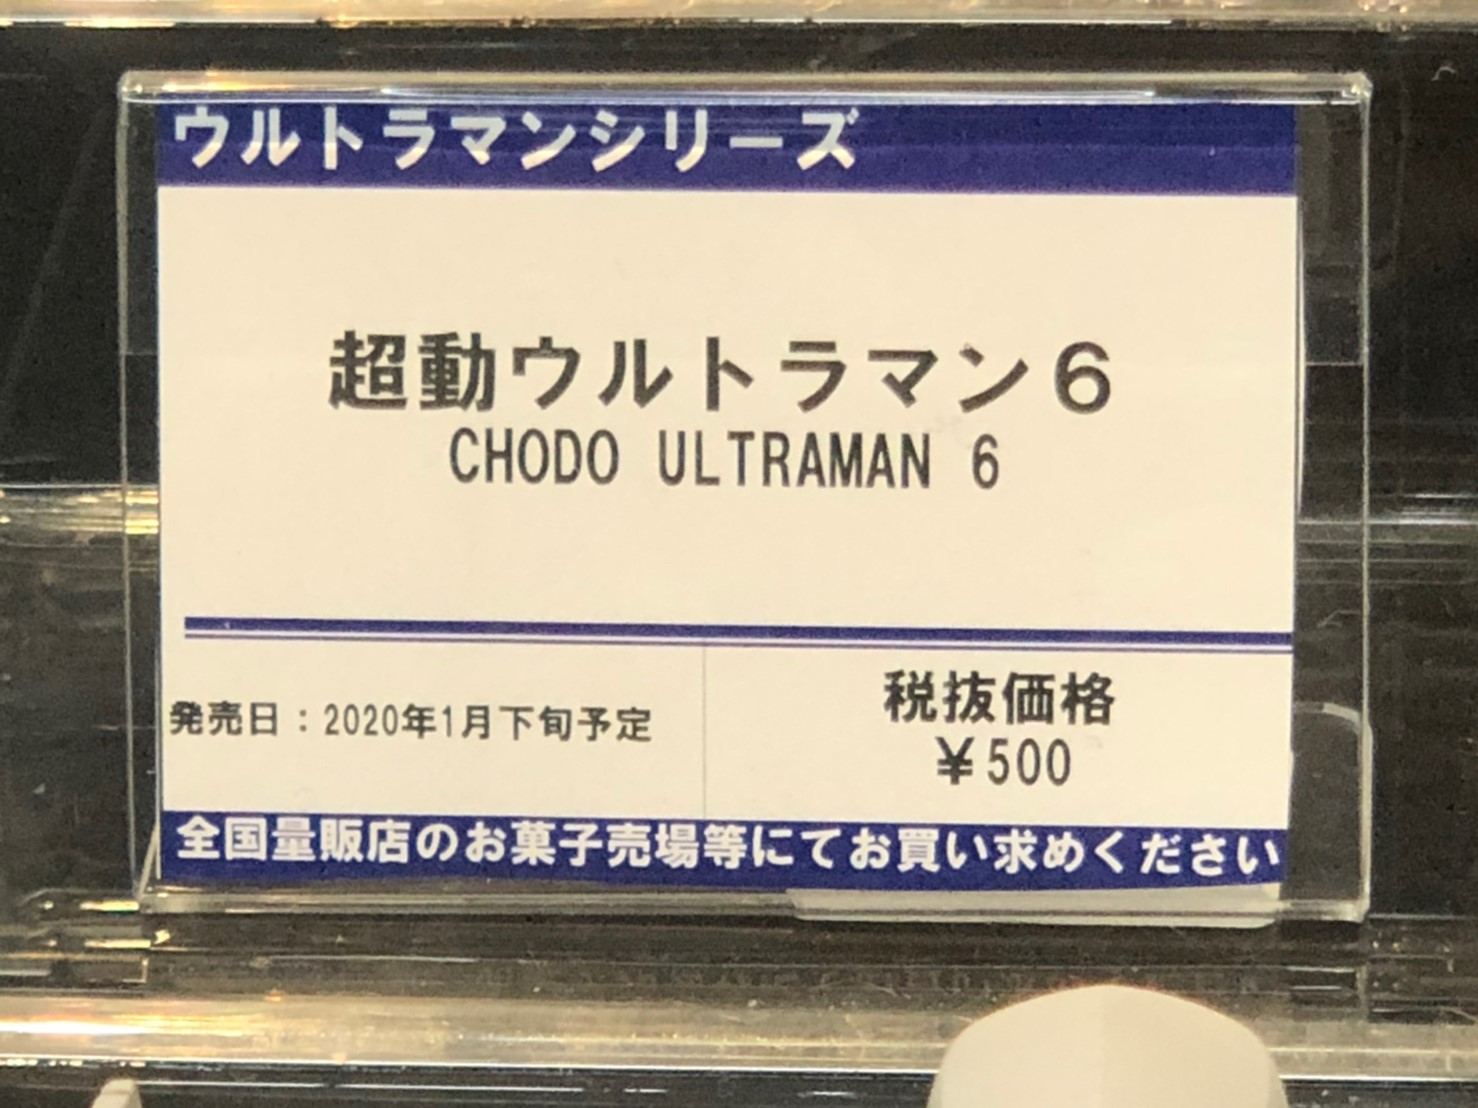 ウルトラマンシリーズ
超動ウルトラマン６
CHODO ULTRAMAN 6
発売日：2020年1月下旬予定
税抜価格
￥500
全国量販店のお菓子売場等にてお買い求めください